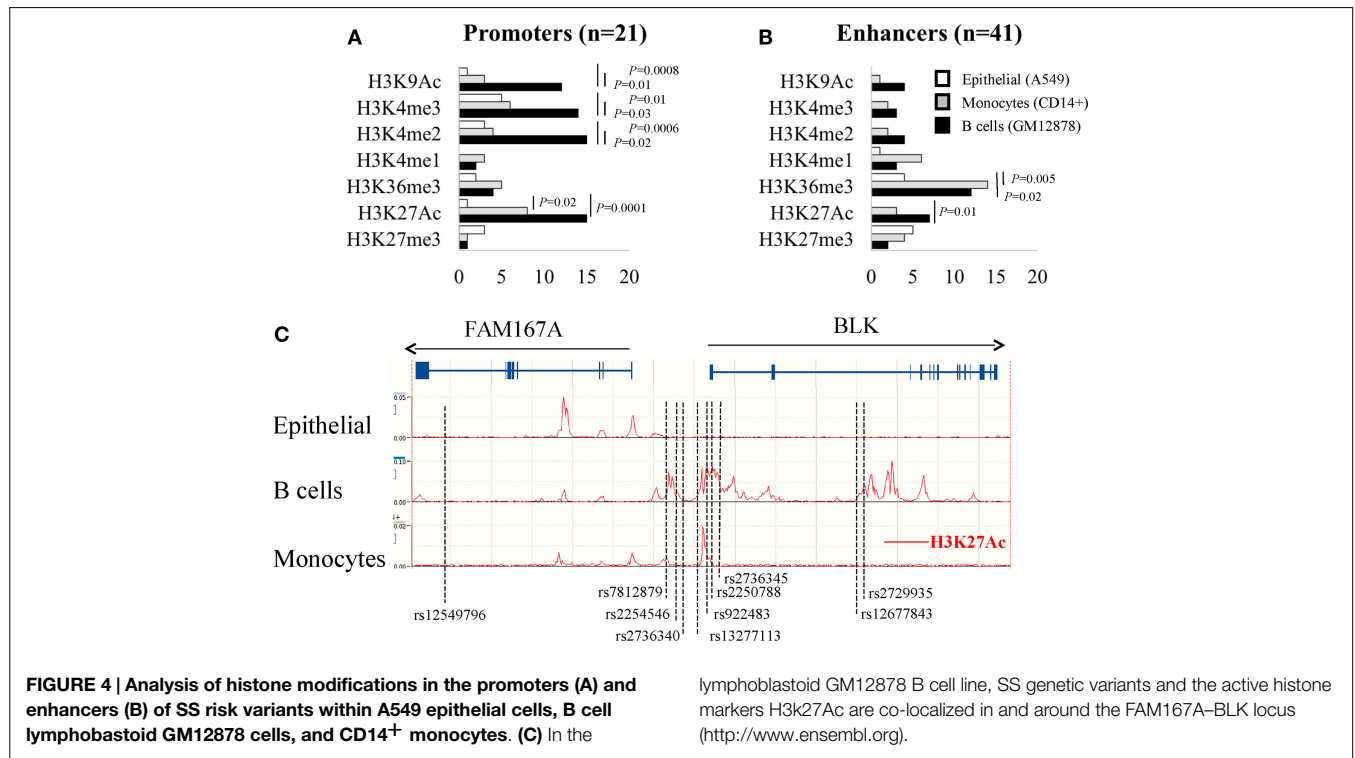 A Promoters (n=21)
H3K9Ac
H3K4me3
H3K4me2
H3K4me1
H3K36me3
H3K27Ac
H3K27me3
P=0.0008
P=0.01
P=0.01
P=0.03
P=0.0006
P=0.02
P=0.02
P=0.0001
0 5 10 15 20
B Enhancers (n=41)
H3K9Ac
H3K4me3
H3K4me2
H3K4me1
H3K36me3
H3K27Ac
H3K27me3
Epithelial (A549)
Monocytes (CD14+)
B cells (GM12878)
P=0.005
P=0.02
P=0.01
0 5 10 15 20
C
FAM167A BLK
Epithelial
0.05
0.00
B cells
0.10
0.00
Monocytes
0.02
0.00
H3K27Ac
rs12549796
rs7812879
rs2254546
rs2736340
rs2736345
rs2250788
rs922483
rs13277113
rs2729935
rs12677843
FIGURE 4 | Analysis of histone modifications in the promoters (A) and
enhancers (B) of SS risk variants within A549 epithelial cells, B cell
lymphobastoid GM12878 cells, and CD14+ monocytes. (C) In the
lymphoblastoid GM12878 B cell line, SS genetic variants and the active histone
markers H3k27Ac are co-localized in and around the FAM167A–BLK locus
(http://www.ensembl.org).